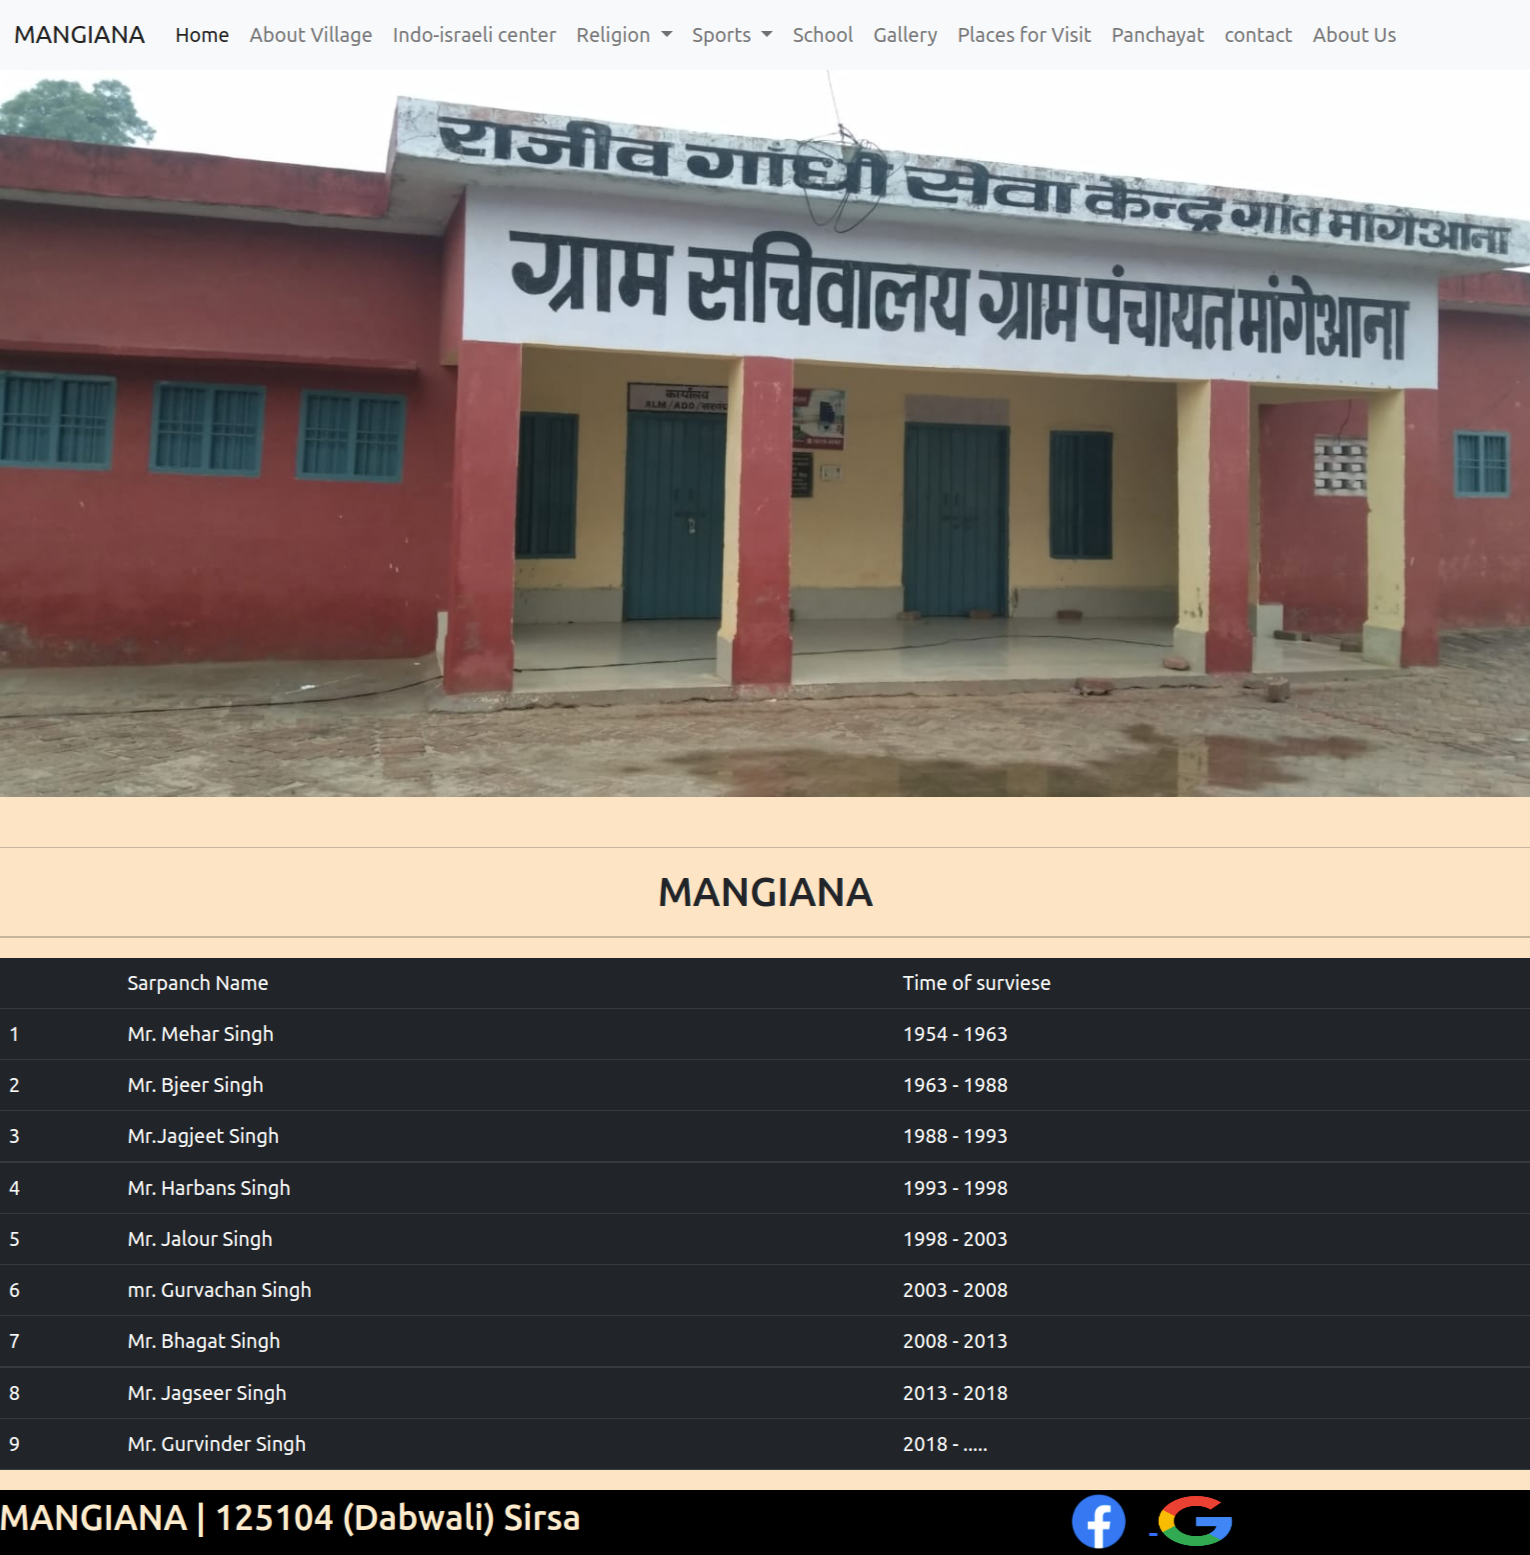 MANGIANA Home About Village Indo-israeli center Religion Sports School Gallery Places for Visit Panchayat contact About Us
राजीव गाँधी सेवा केन्द्र गांव मांगेआना
ग्राम सचिवालय ग्राम पंचायत मांगेआना
कार्यालय
MANGIANA
Sarpanch Name Time of surviese
1 Mr. Mehar Singh 1954 - 1963
2 Mr. Bjeer Singh 1963 - 1988
3 Mr.Jagjeet Singh 1988 - 1993
4 Mr. Harbans Singh 1993 - 1998
5 Mr. Jalour Singh 1998 - 2003
6 mr. Gurvachan Singh 2003 - 2008
7 Mr. Bhagat Singh 2008 - 2013
8 Mr. Jagseer Singh 2013 - 2018
9 Mr. Gurvinder Singh 2018 - .....
MANGIANA | 125104 (Dabwali) Sirsa